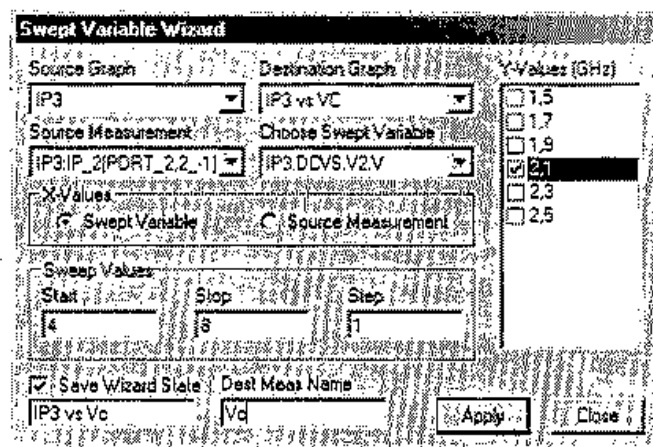 Swept Variable Wizard
Source Graph
Destination Graph
Y-Values (GHz)
IP3
IP3 vs VC
1,5
1,7
1,9
2,1
2,3
2,5
Source Measurement
Choose Swept Variable
IP3:IP_2[PORT_2,2_-1]
IP3.DCVS.V2.V
X-Values
Swept Variable
Source Measurement
Sweep Values
Start
Stop
Step
4
8
1
Save Wizard State
Dest Meas Name
IP3 vs Vc
Vc
Apply
Close